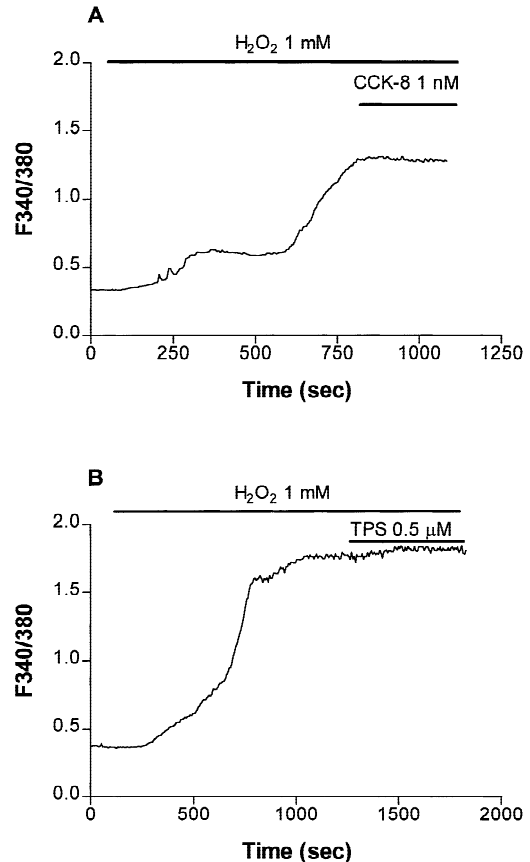 A
H₂O₂ 1 mM
CCK-8 1 nM
2.0
1.5
1.0
0.5
0.0
F340/380
0 250 500 750 1000 1250
Time (sec)
B
H₂O₂ 1 mM
TPS 0.5 μM
2.0
1.5
1.0
0.5
0.0
F340/380
0 500 1000 1500 2000
Time (sec)